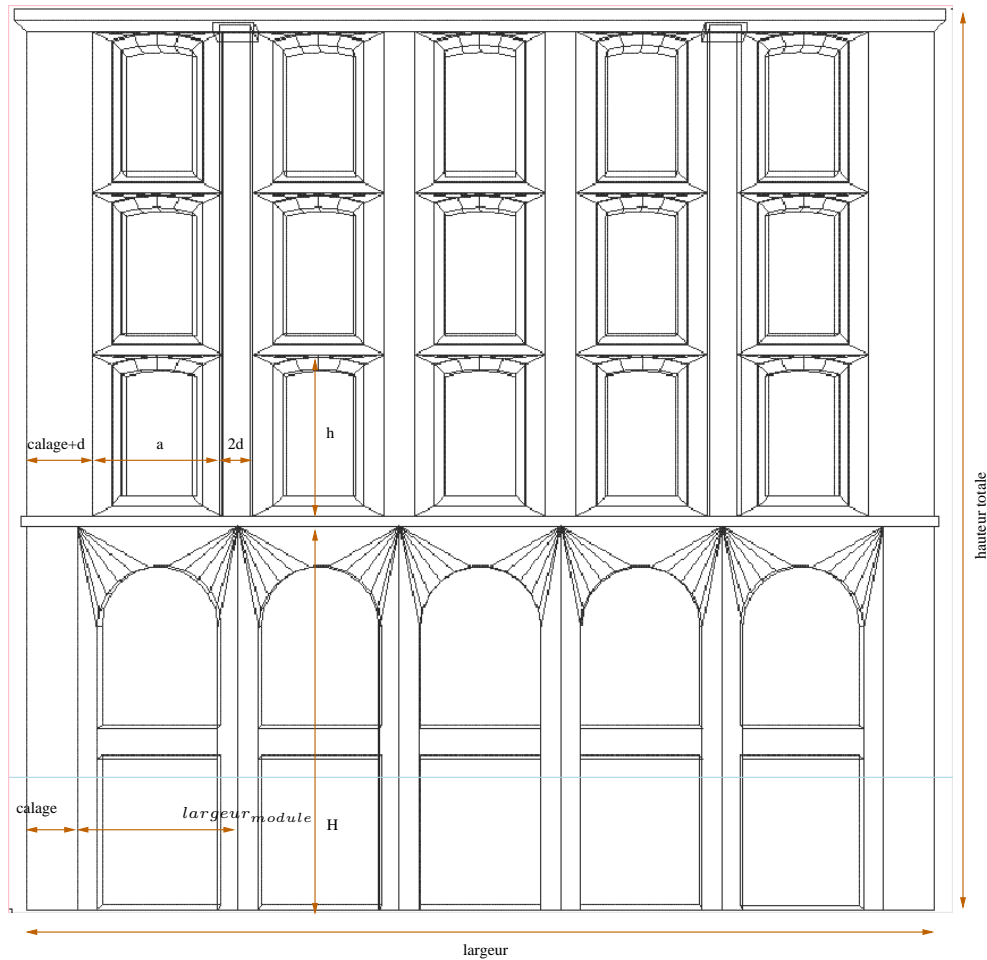 calage+d
a
2d
h
hauteur totale
calage
largeur_module
H
largeur